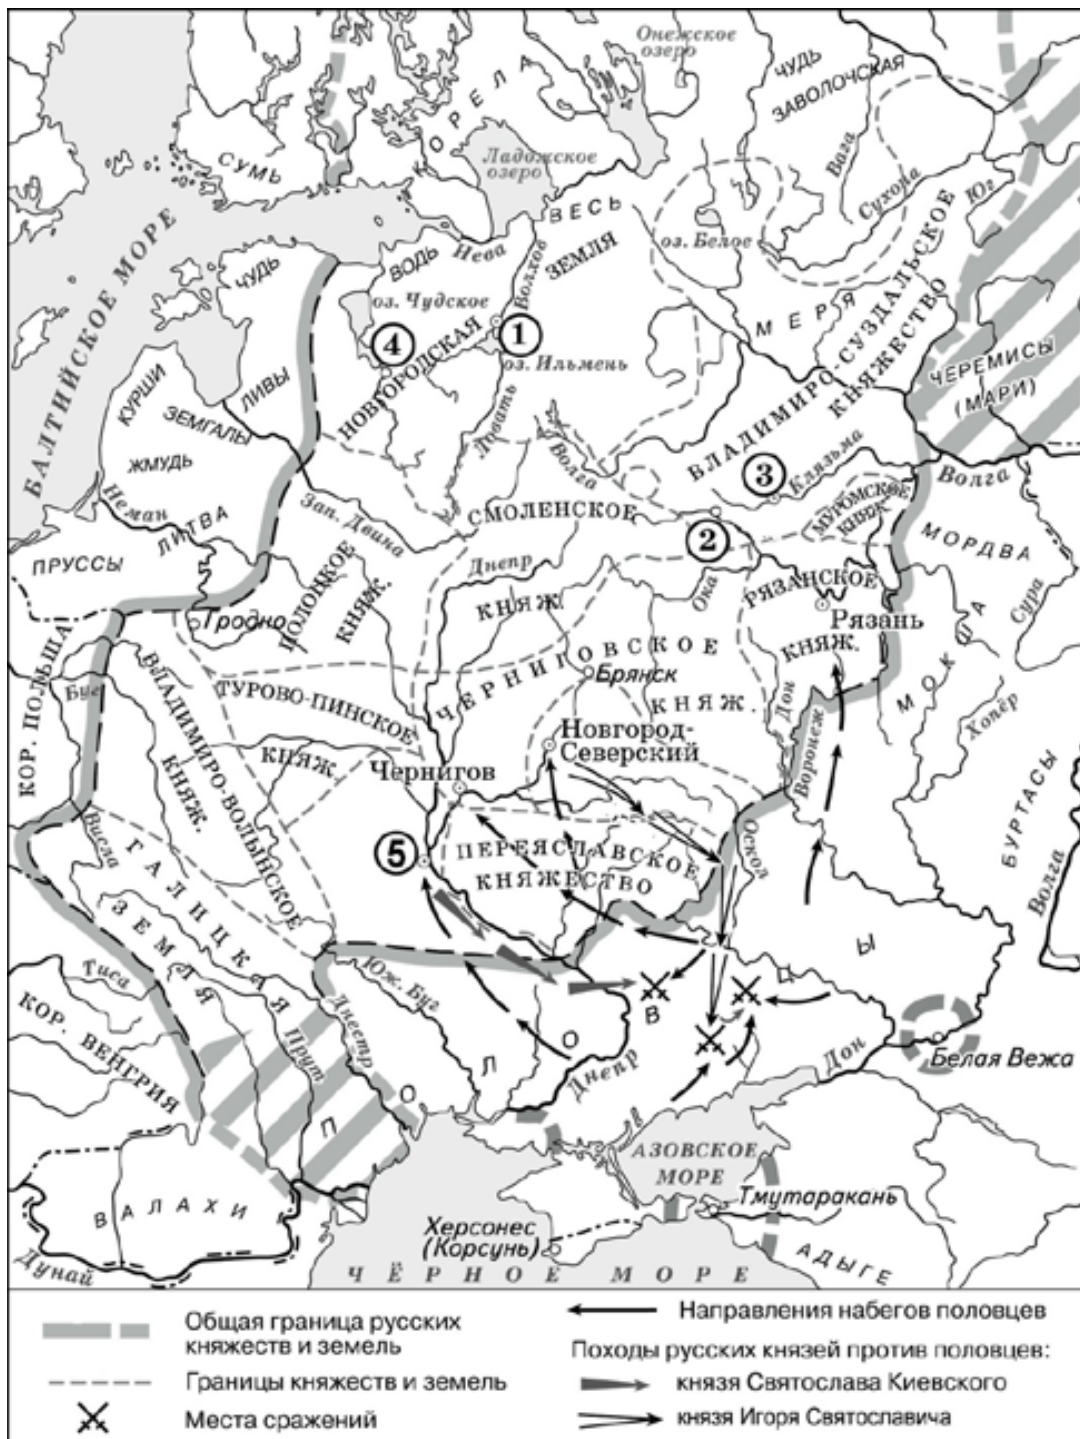 Онежское
озеро
ЧУДЬ
ЗАВОЛОЧСКАЯ
КОРЕЛА
Ладожское
озеро
СУМЬ
Вага
Сухона
Юг
ВЕСЬ
ЗЕМЛЯ
оз. Белое
БАЛТИЙСКОЕ МОРЕ
ЧУДЬ
ВОДЬ
Нева
Волхов
оз. Чудское
1
4
НОВГОРОДСКАЯ
оз. Ильмень
МЕРЯ
ВЛАДИМИРО-СУЗДАЛЬСКОЕ
КНЯЖЕСТВО
ЧЕРЕМИСЫ
(МАРИ)
КУРШИ
ЗЕМГАЛЫ
ЛИВЫ
ЖМУДЬ
Ловать
Волга
3
Клязьма
Волга
Неман
ЛИТВА
Зап. Двина
СМОЛЕНСКОЕ
МУРОМСКОЕ
КНЯЖ.
2
МОРДВА
ПРУССЫ
ПОЛОЦКОЕ
КНЯЖ.
Днепр
КНЯЖ.
Ока
РЯЗАНСКОЕ
Рязань
КНЯЖ.
Сура
МОКША
Гродно
КОР. ПОЛЬША
Буг
ВЛАДИМИРО-ВОЛЫНСКОЕ
КНЯЖ.
ТУРОВО-ПИНСКОЕ
КНЯЖ.
ЧЕРНИГОВСКОЕ
КНЯЖ.
Брянск
Дон
Воронеж
Хопёр
Новгород-
Северский
Чернигов
БУРТАСЫ
Волга
Висла
5
ПЕРЕЯСЛАВСКОЕ
КНЯЖЕСТВО
Оскол
ГАЛИЦКАЯ
ЗЕМЛЯ
Тиса
КОР. ВЕНГРИЯ
Юж. Буг
Днестр
Прут
ПОЛОВЦЫ
Днепр
Дон
Белая Вежа
АЗОВСКОЕ
МОРЕ
Тмутаракань
ВАЛАХИ
Дунай
Херсонес
(Корсунь)
АДЫГЕ
ЧЁРНОЕ МОРЕ
Общая граница русских
княжеств и земель
Границы княжеств и земель
Места сражений
Направления набегов половцев
Походы русских князей против половцев:
князя Святослава Киевского
князя Игоря Святославича